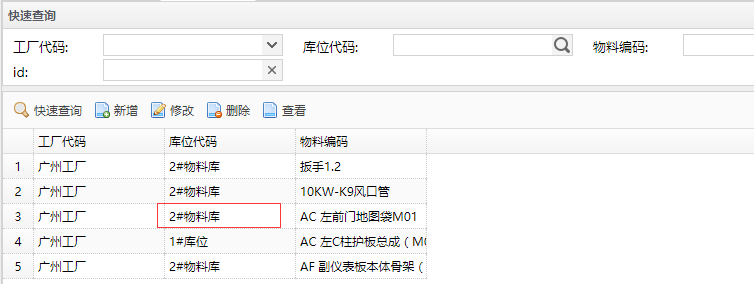 快速查询
工厂代码: 库位代码: 物料编码:
id:
快速查询 新增 修改 删除 查看
工厂代码 库位代码 物料编码
1 广州工厂 2#物料库 扳手1.2
2 广州工厂 2#物料库 10KW-K9风口管
3 广州工厂 2#物料库 AC 左前门地图袋M01
4 广州工厂 1#库位 AC 左C柱护板总成（M0
5 广州工厂 2#物料库 AF 副仪表板本体骨架（